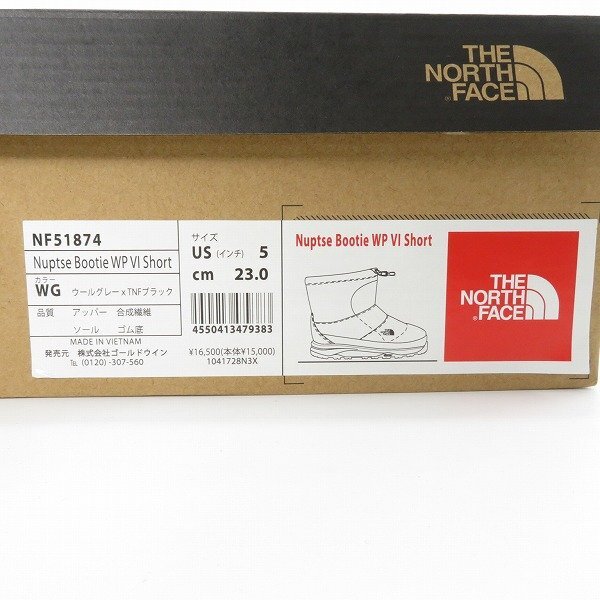 THE
NORTH
FACE
NF51874
Nuptse Bootie WP VI Short
カラー
WG ウールグレーxTNFブラック
品質 アッパー 合成繊維
ソール ゴム底
MADE IN VIETNAM
発売元 株式会社ゴールドウイン
TEL (0120)-307-560
サイズ
US (インチ) 5
cm 23.0
4550413479383
¥16,500(本体¥15,000)
1041728N3X
Nuptse Bootie WP VI Short
THE
NORTH
FACE